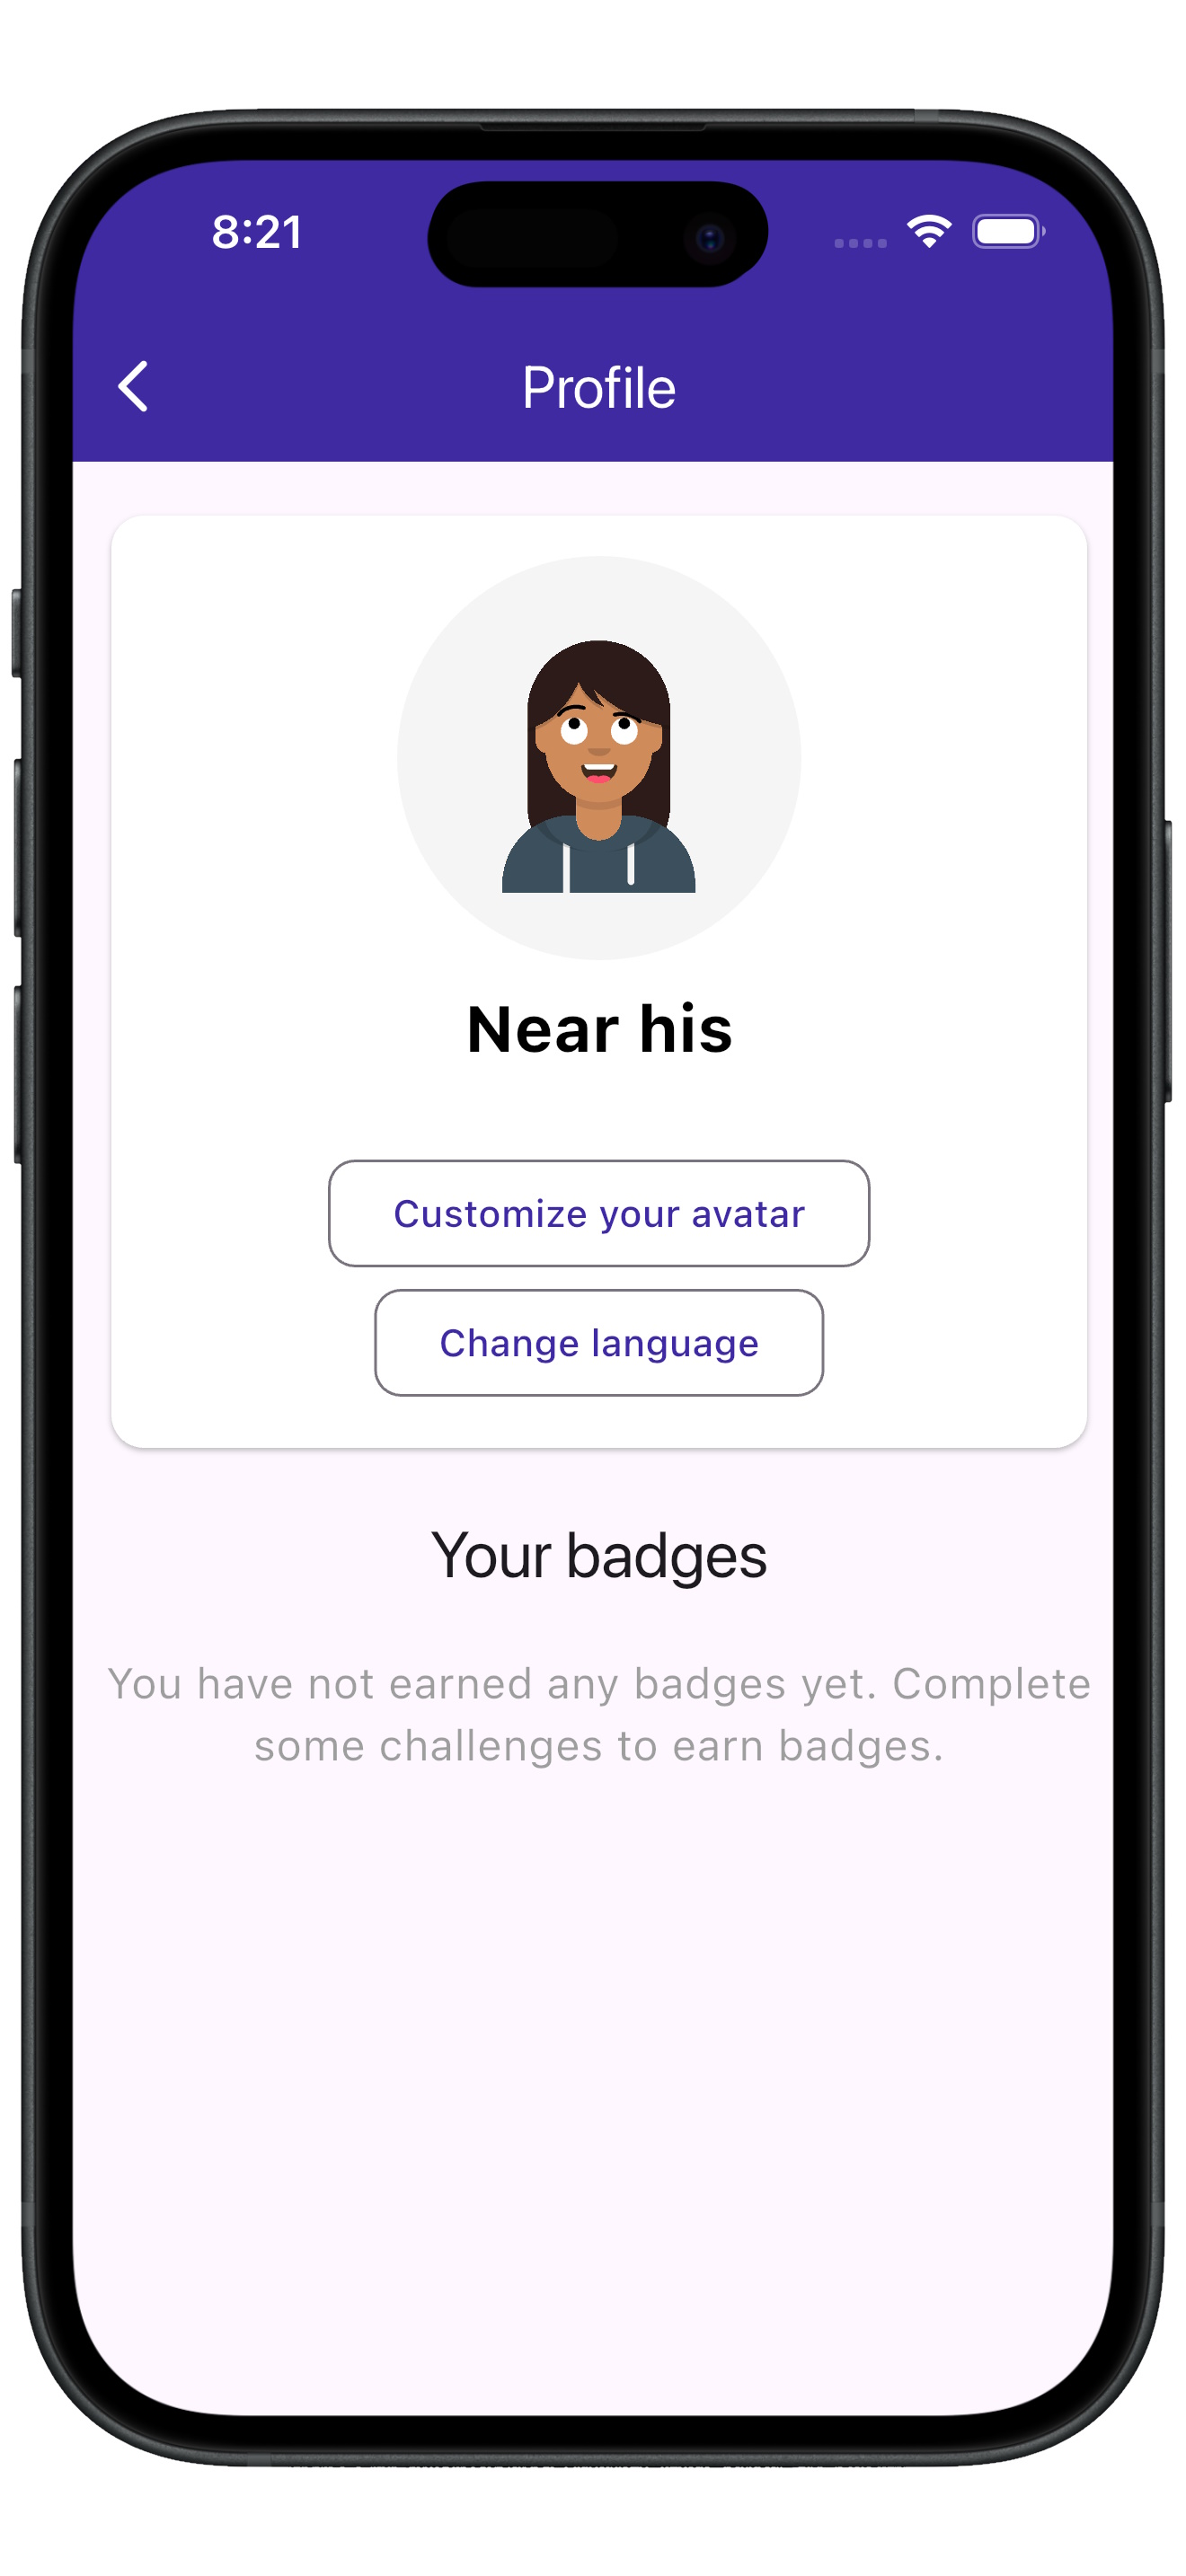 8:21
Profile
Near his
Customize your avatar
Change language
Your badges
You have not earned any badges yet. Complete
some challenges to earn badges.